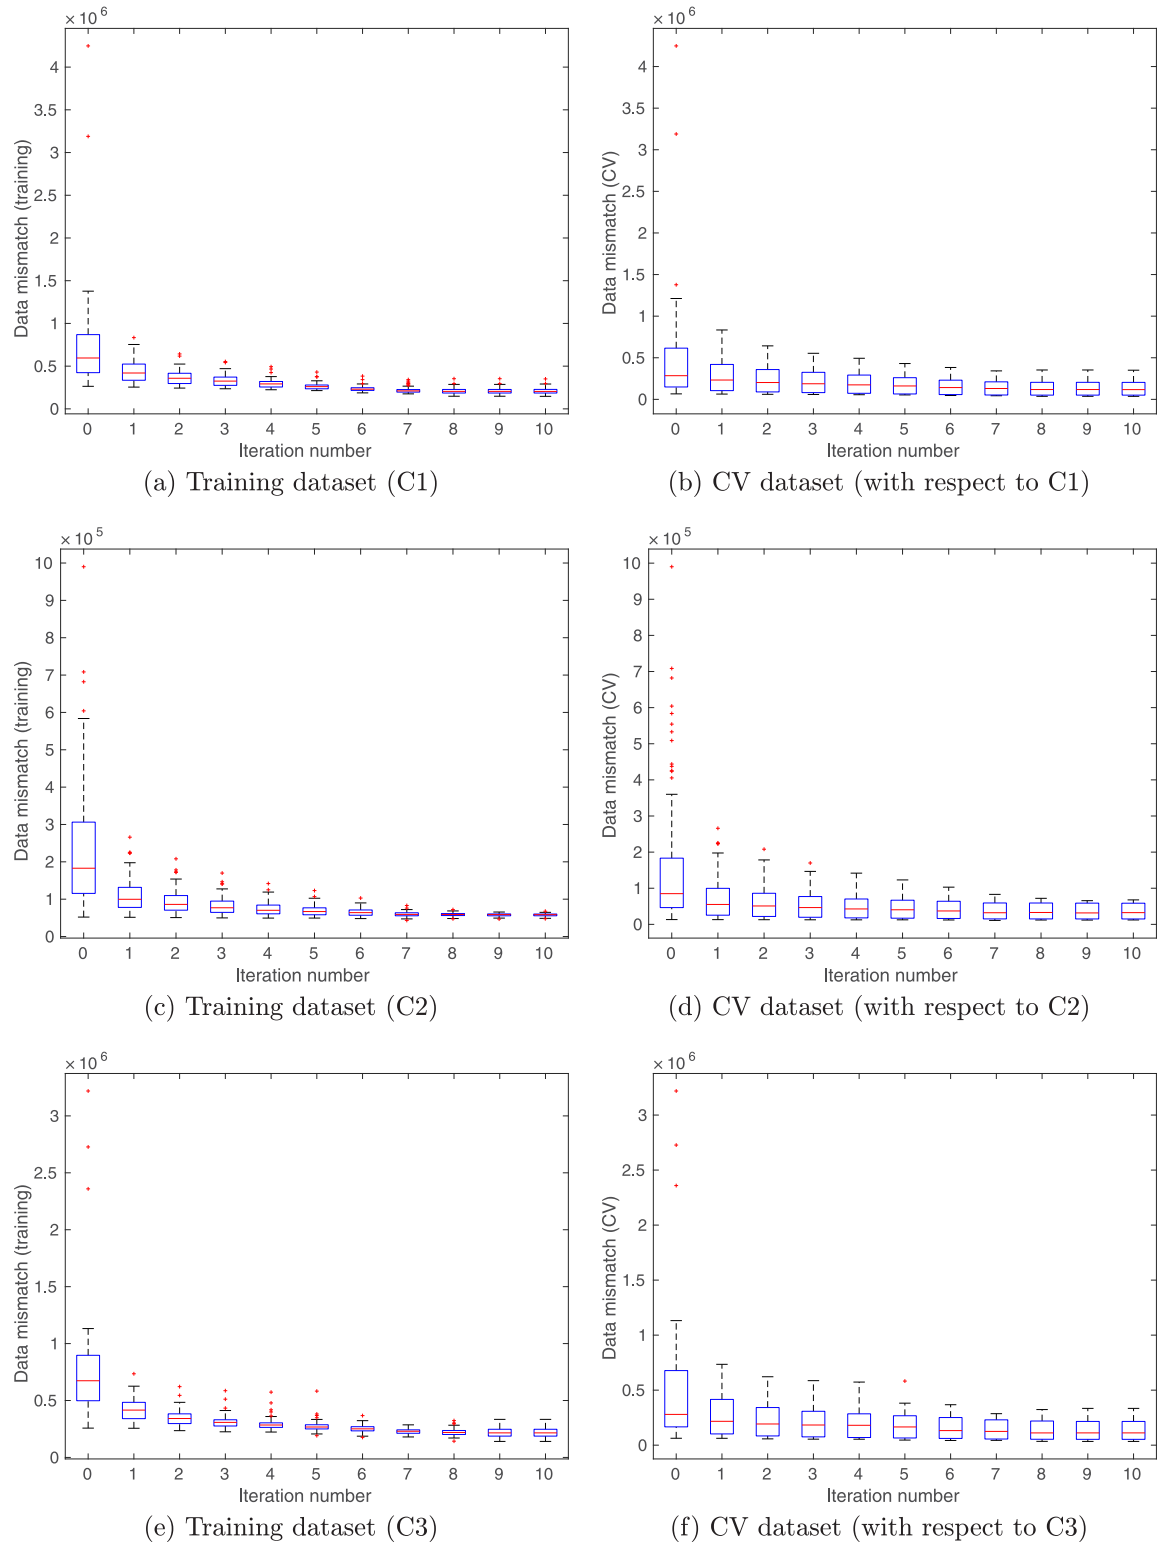 × 10 6
4
3.5
3
2.5
2
1.5
1
0.5
0
Data mismatch (training)
0 1 2 3 4 5 6 7 8 9 10
Iteration number
(a) Training dataset (C1)
× 10 6
4
3.5
3
2.5
2
1.5
1
0.5
0
Data mismatch (CV)
0 1 2 3 4 5 6 7 8 9 10
Iteration number
(b) CV dataset (with respect to C1)
× 10 5
10
9
8
7
6
5
4
3
2
1
0
Data mismatch (training)
0 1 2 3 4 5 6 7 8 9 10
Iteration number
(c) Training dataset (C2)
× 10 5
10
9
8
7
6
5
4
3
2
1
0
Data mismatch (CV)
0 1 2 3 4 5 6 7 8 9 10
Iteration number
(d) CV dataset (with respect to C2)
× 10 6
3
2.5
2
1.5
1
0.5
0
Data mismatch (training)
0 1 2 3 4 5 6 7 8 9 10
Iteration number
(e) Training dataset (C3)
× 10 6
3
2.5
2
1.5
1
0.5
0
Data mismatch (CV)
0 1 2 3 4 5 6 7 8 9 10
Iteration number
(f) CV dataset (with respect to C3)